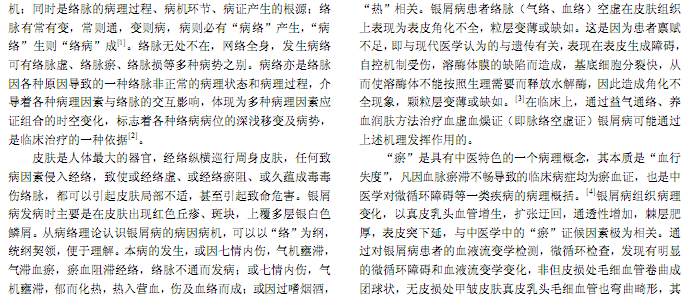 机；同时是络脉的病理过程、病机环节、病证产生的根源；络
脉有常有变，常则通，变则病，病则必有“病络”产生，“病
络”生则“络病”成[1]。络脉无处不在，网络全身，发生病络
可有络脉虚、络脉瘀、络脉损等多种病势之别。病络亦是络脉
因各种原因导致的一种络脉非正常的病理状态和病理过程，介
导着各种病理因素与络脉的交互影响，体现为多种病理因素应
证组合的时空变化，标志着各种络病病位的深浅移变及病势，
是临床治疗的一种依据[2]。
皮肤是人体最大的器官，经络纵横巡行周身皮肤，任何致
病因素侵入经络，致使或经络虚、或经络瘀阻、或久蕴成毒毒
伤络脉，都可以引起皮肤局部不适，甚至引起致命危害。银屑
病发病时主要是在皮肤出现红色丘疹、斑块，上覆多层银白色
鳞屑。从病络理论认识银屑病的病因病机，可以以“络”为纲，
统纲契领，便于理解。本病的发生，或因七情内伤，气机壅滞，
气滞血瘀，瘀血阻滞经络，络脉不通而发病；或七情内伤，气
机壅滞，郁而化热，热入营血，伤及血络而成；或因过嗜烟酒，
“热”相关。银屑病患者络脉（气络、血络）空虚在皮肤组织
上表现为表皮角化不全，粒层变薄或缺如。这是因为患者禀赋
不足，即与现代医学认为的与遗传有关，表现在表皮生成障碍，
自控机制受伤，溶酶体膜的缺陷而造成，基底细胞分裂快，从
而使溶酶体不能按照生理需要而释放水解酶，因此造成角化不
全现象，颗粒层变薄或缺如。[3]在临床上，通过益气通络、养
血润肤方法治疗血虚血燥证（即脉络空虚证）银屑病可能通过
上述机理发挥作用的。
“瘀”是具有中医特色的一个病理概念，其本质是“血行
失度”，凡因血脉瘀滞不畅导致的临床病症均为瘀血证，也是中
医学对微循环障碍等一类疾病的病理概括。[4]银屑病组织病理
变化，以真皮乳头血管增生，扩张迂回，通透性增加，棘层肥
厚，表皮突下延，与中医学中的“瘀”证候因素极为相关。通
过对银屑病患者的血液流变学检测，微循环检查，发现有明显
的微循环障碍和血液流变学变化，非但皮损处毛细血管卷曲成
团球状，无皮损处甲皱皮肤真皮乳头毛细血管也弯曲畸形，其